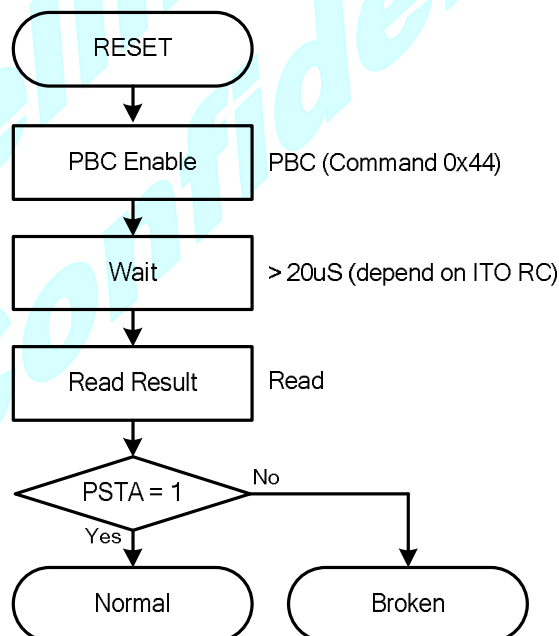 RESET
PBC Enable
PBC (Command 0x44)
Wait
> 20uS (depend on ITO RC)
Read Result
Read
PSTA = 1
No
Yes
Normal
Broken